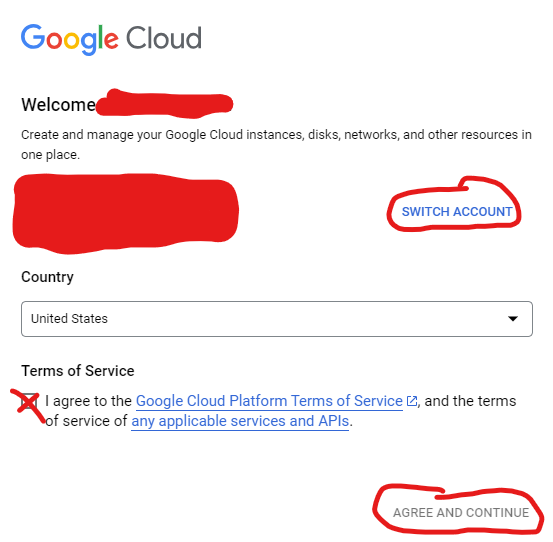 Google Cloud
Welcome
Create and manage your Google Cloud instances, disks, networks, and other resources in
one place.
SWITCH ACCOUNT
Country
United States
Terms of Service
I agree to the Google Cloud Platform Terms of Service, and the terms
of service of any applicable services and APIs.
AGREE AND CONTINUE